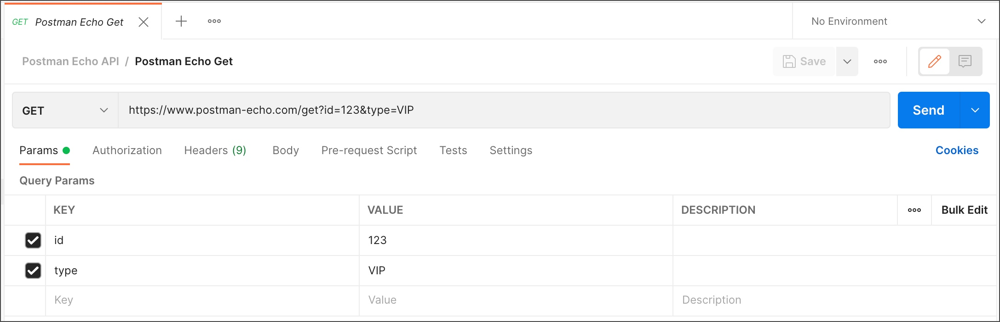 GET Postman Echo Get
No Environment
Postman Echo API / Postman Echo Get
Save
GET https://www.postman-echo.com/get?id=123&type=VIP Send
Params Authorization Headers (9) Body Pre-request Script Tests Settings Cookies
Query Params
KEY VALUE DESCRIPTION Bulk Edit
id 123
type VIP
Key Value Description